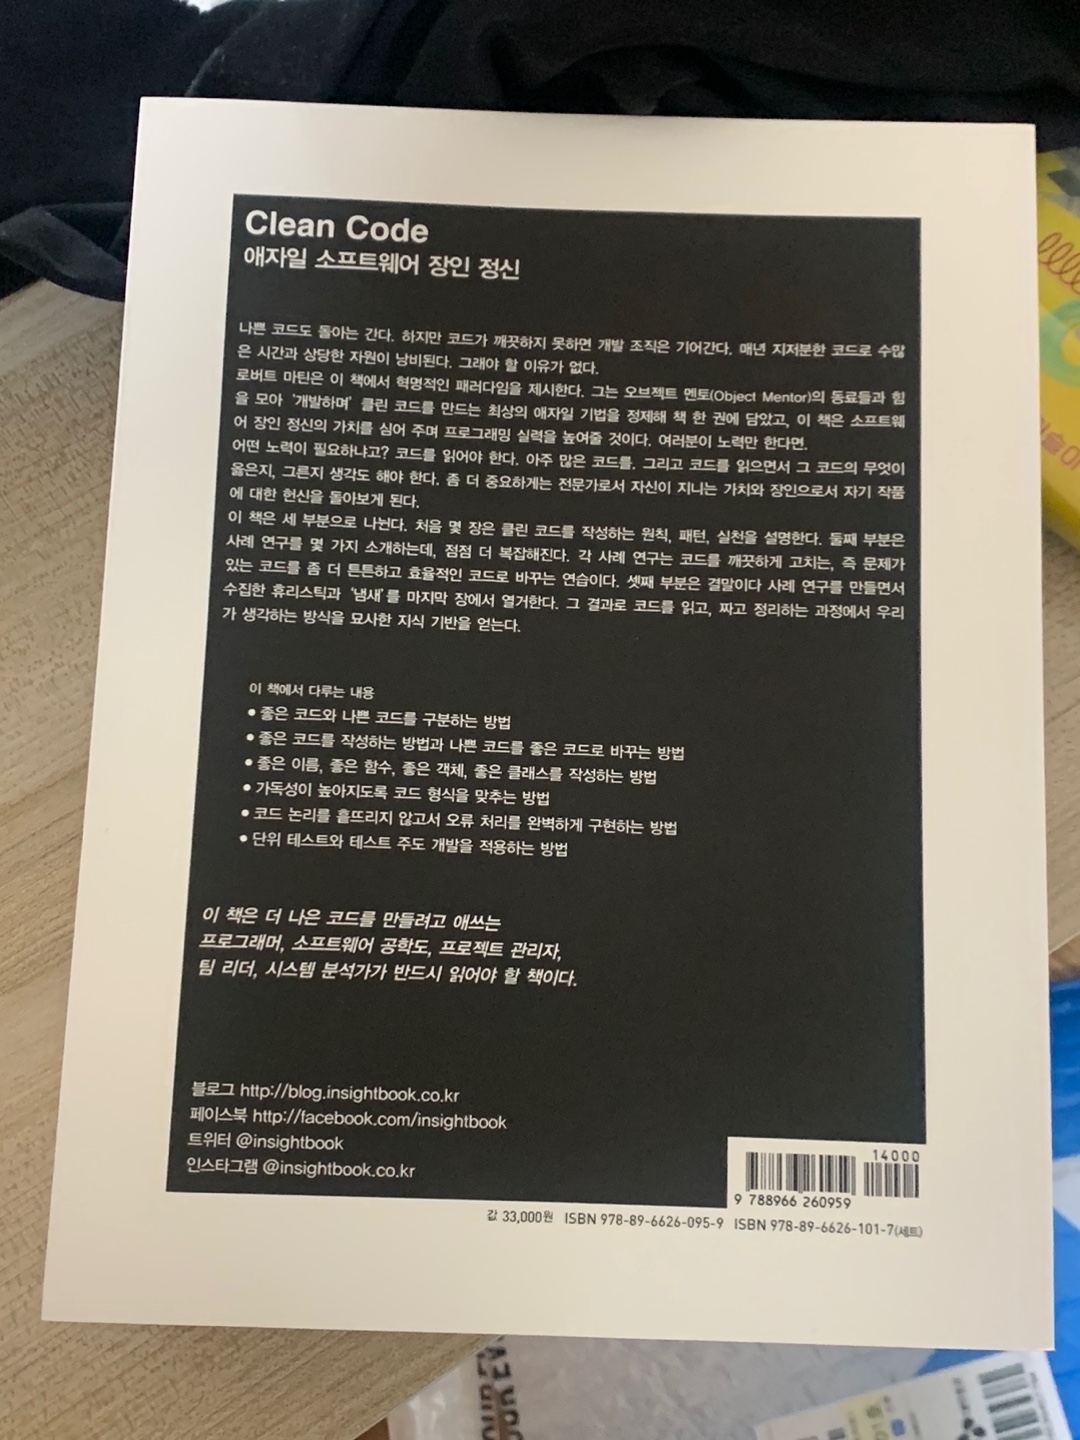 Clean Code
애자일 소프트웨어 장인 정신
나쁜 코드도 돌아는 간다. 하지만 코드가 깨끗하지 못하면 개발 조직은 기어간다. 매년 지저분한 코드로 수많
은 시간과 상당한 자원이 낭비된다. 그래야 할 이유가 없다.
로버트 마틴은 이 책에서 혁명적인 패러다임을 제시한다. 그는 오브젝트 멘토(Object Mentor)의 동료들과 힘
을 모아 '개발하며' 클린 코드를 만드는 최상의 애자일 기법을 정제해 책 한 권에 담았고, 이 책은 소프트웨
어 장인 정신의 가치를 심어 주며 프로그래밍 실력을 높여줄 것이다. 여러분이 노력만 한다면.
어떤 노력이 필요하냐고? 코드를 읽어야 한다. 아주 많은 코드를. 그리고 코드를 읽으면서 그 코드의 무엇이
옳은지, 그른지 생각도 해야 한다. 좀 더 중요하게는 전문가로서 자신이 지니는 가치와 장인으로서 자기 작품
에 대한 헌신을 돌아보게 된다.
이 책은 세 부분으로 나뉜다. 처음 몇 장은 클린 코드를 작성하는 원칙, 패턴, 실천을 설명한다. 둘째 부분은
사례 연구를 몇 가지 소개하는데, 점점 더 복잡해진다. 각 사례 연구는 코드를 깨끗하게 고치는, 즉 문제가
있는 코드를 좀 더 튼튼하고 효율적인 코드로 바꾸는 연습이다. 셋째 부분은 결말이다 사례 연구를 만들면서
수집한 휴리스틱과 '냄새'를 마지막 장에서 열거한다. 그 결과로 코드를 읽고, 짜고 정리하는 과정에서 우리
가 생각하는 방식을 묘사한 지식 기반을 얻는다.
이 책에서 다루는 내용
● 좋은 코드와 나쁜 코드를 구분하는 방법
● 좋은 코드를 작성하는 방법과 나쁜 코드를 좋은 코드로 바꾸는 방법
● 좋은 이름, 좋은 함수, 좋은 객체, 좋은 클래스를 작성하는 방법
● 가독성이 높아지도록 코드 형식을 맞추는 방법
● 코드 논리를 흩뜨리지 않고서 오류 처리를 완벽하게 구현하는 방법
● 단위 테스트와 테스트 주도 개발을 적용하는 방법
이 책은 더 나은 코드를 만들려고 애쓰는
프로그래머, 소프트웨어 공학도, 프로젝트 관리자,
팀 리더, 시스템 분석가가 반드시 읽어야 할 책이다.
블로그 http://blog.insightbook.co.kr
페이스북 http://facebook.com/insightbook
트위터 @insightbook
인스타그램 @insightbook.co.kr
14000
9 788966 260959
값 33,000원 ISBN 978-89-6626-095-9 ISBN 978-89-6626-101-7(세트)